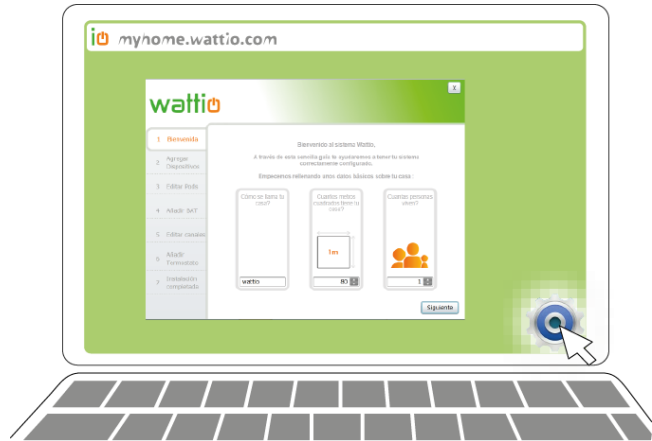 myhome.wattio.com
wattio
X
1 Bienvenida
2 Agregar
Dispositivos
3 Editar Pods
4 Añadir BAT
5 Editar canales
6 Añadir
Termostato
7 Instalación
completada
Bienvenido al sistema Wattio,
A través de esta sencilla guía te ayudaremos a tener tu sistema
correctamente configurado.
Empecemos rellenando unos datos básicos sobre tu casa :
Cómo se llama tu
casa?
wattio
Cuantos metros
cuadrados tiene tu
casa?
1m
80
Cuantas personas
viven?
1
Siguiente